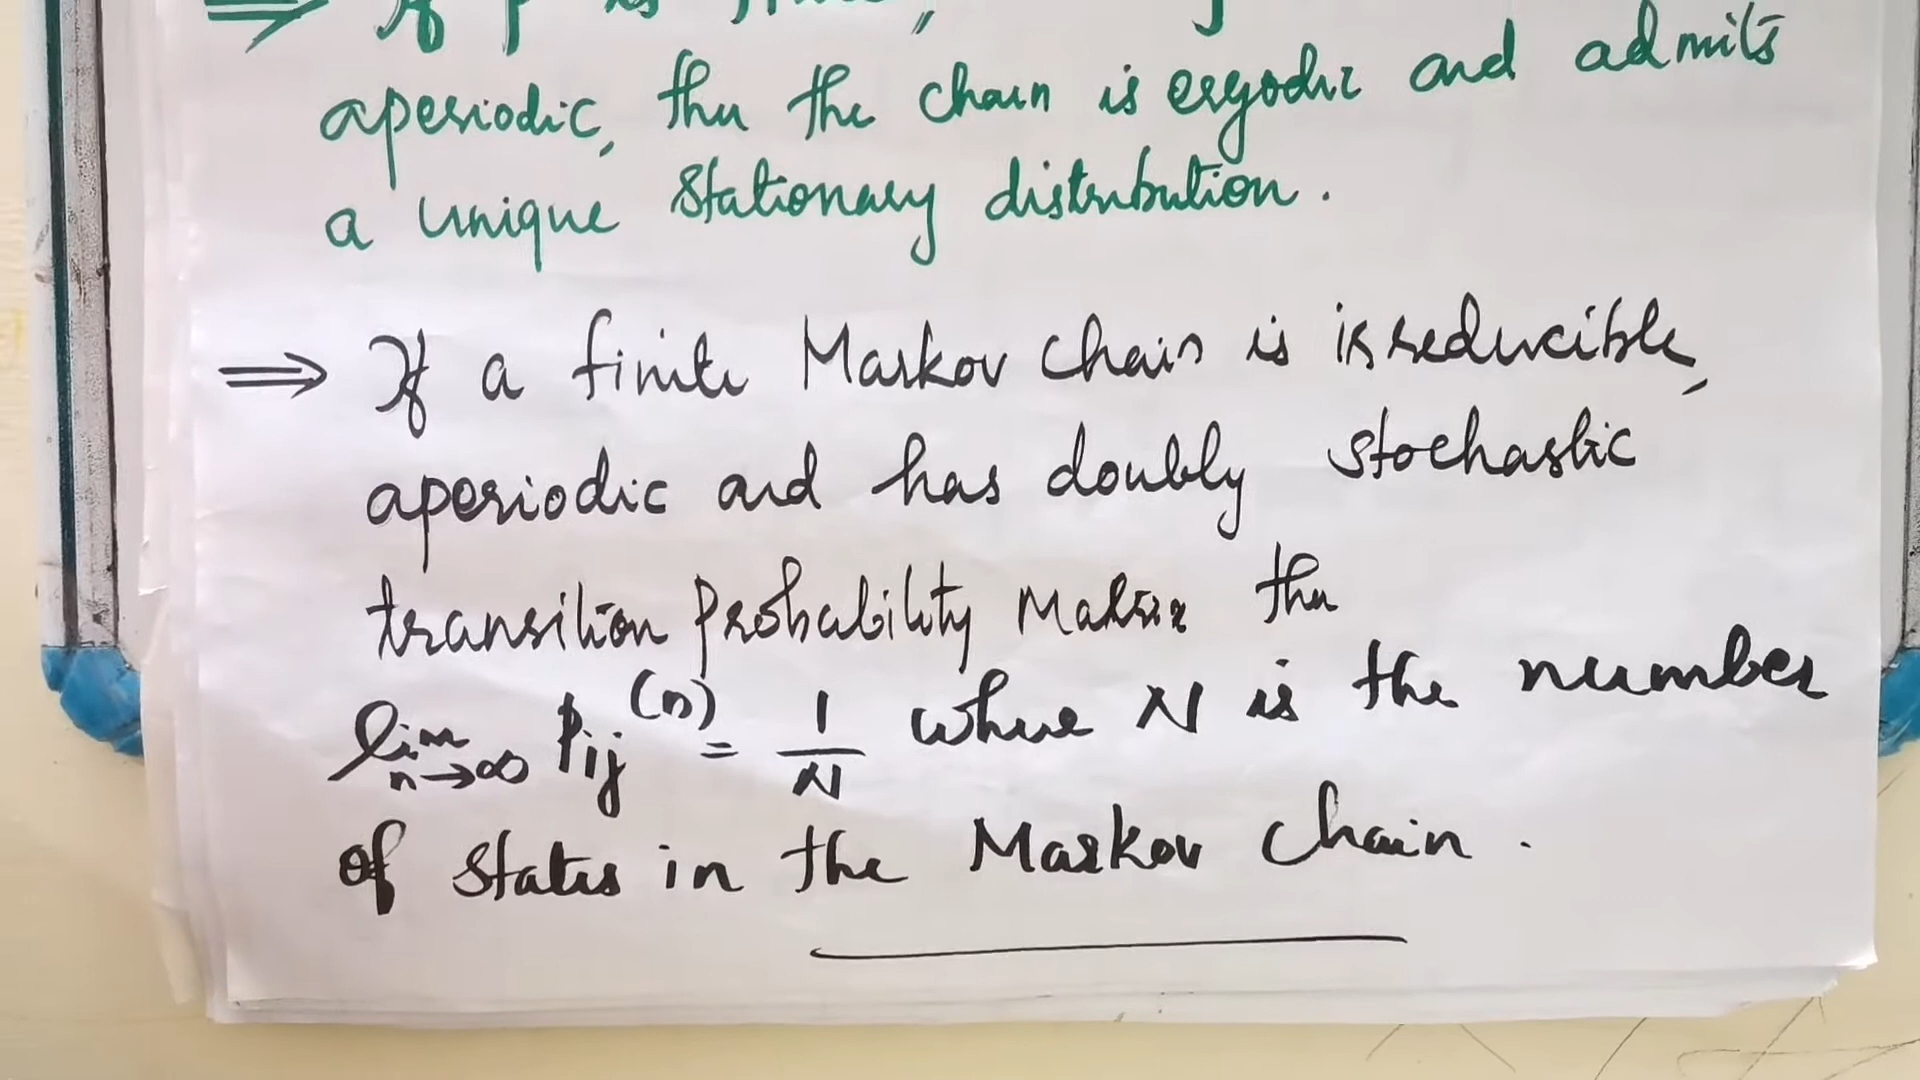 ⇒ If P is
aperiodic, then the chain is ergodic and admits
a unique stationary distribution.
⇒ If a finite Markov chain is irreducible,
aperiodic and has doubly stochastic
transition probability Matrix then
lim n→∞ Pij^(n) = 1/N where N is the number
of states in the Markov chain.